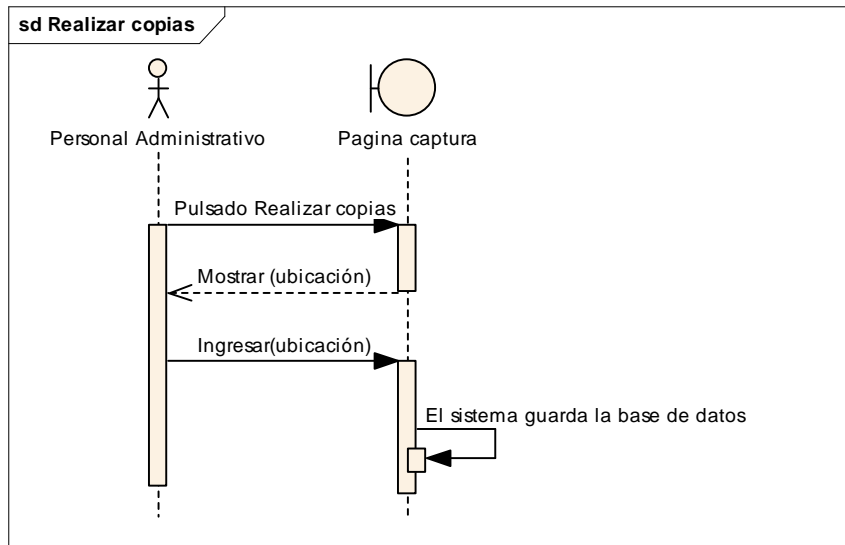 sd Realizar copias
Personal Administrativo
Pagina captura
Pulsado Realizar copias
Mostrar (ubicación)
Ingresar(ubicación)
El sistema guarda la base de datos